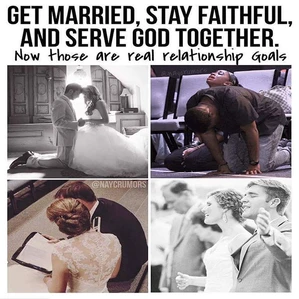 GET MARRIED, STAY FAITHFUL,
AND SERVE GOD TOGETHER.
Now those are real relationship Goals
@NAYCRUMORS